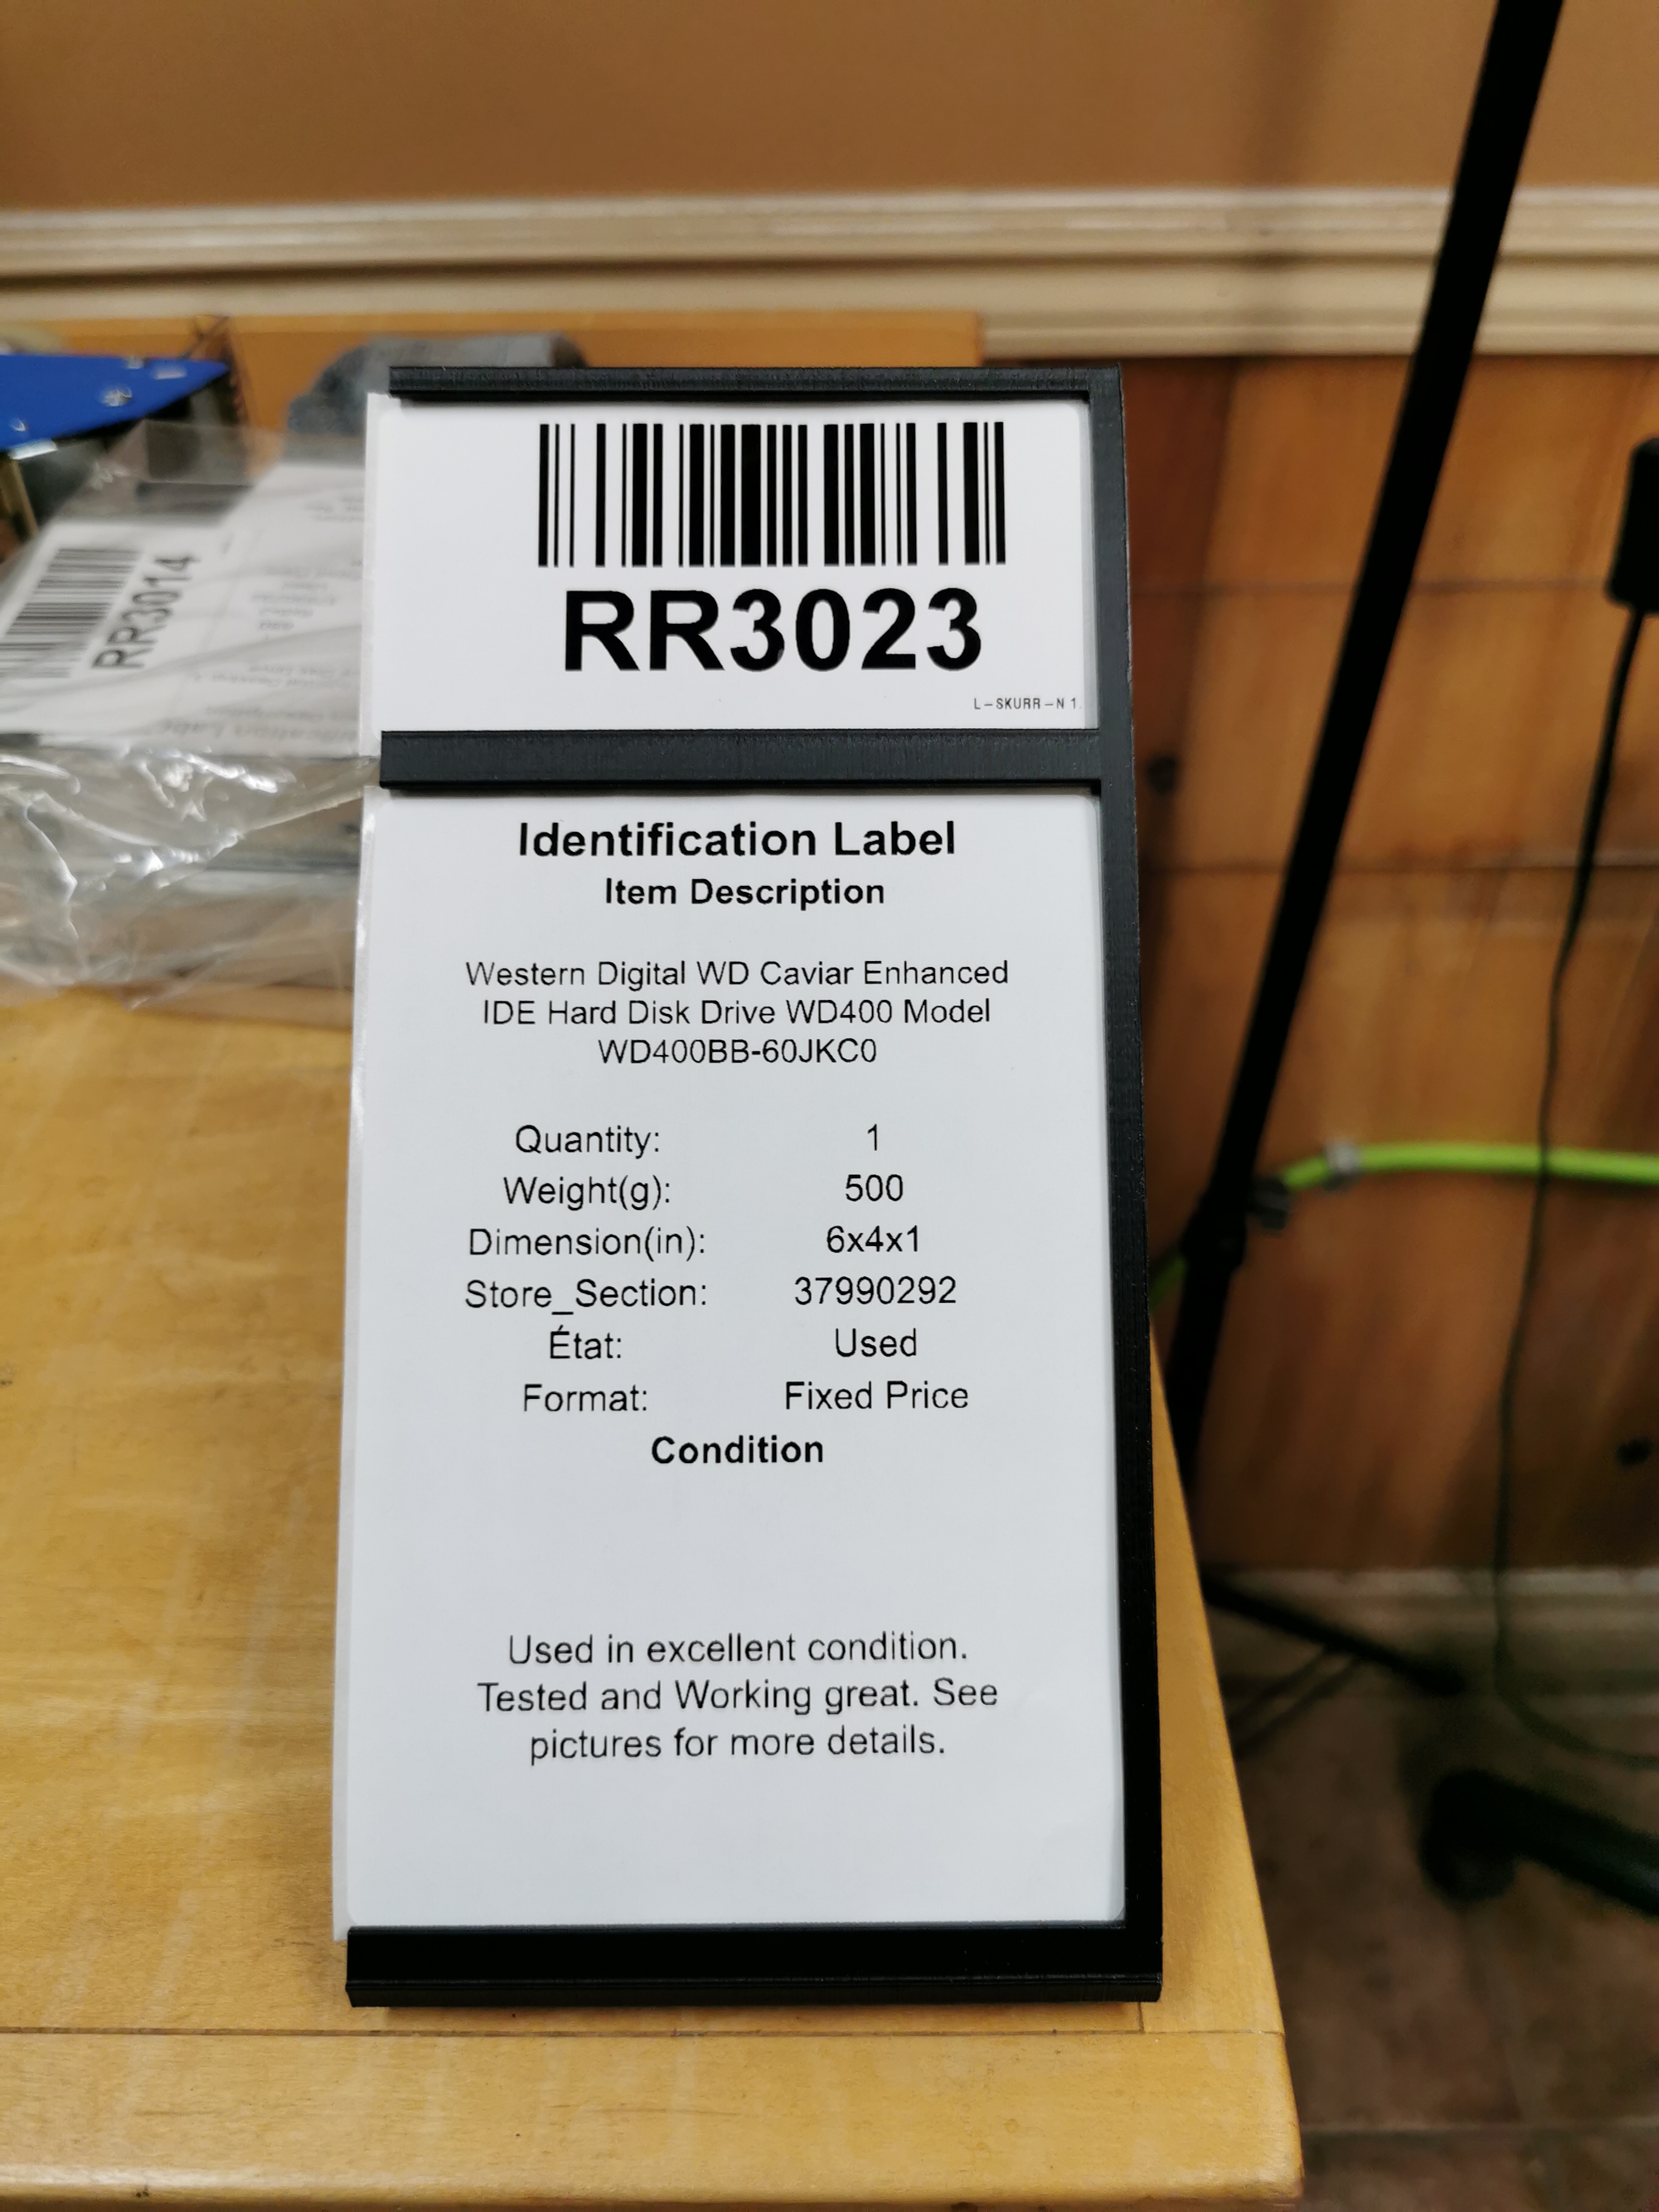 RR3023
L-SKURR-N 1.
Identification Label
Item Description
Western Digital WD Caviar Enhanced
IDE Hard Disk Drive WD400 Model
WD400BB-60JKC0
Quantity: 1
Weight(g): 500
Dimension(in): 6x4x1
Store_Section: 37990292
État: Used
Format: Fixed Price
Condition
Used in excellent condition.
Tested and Working great. See
pictures for more details.
RR3014